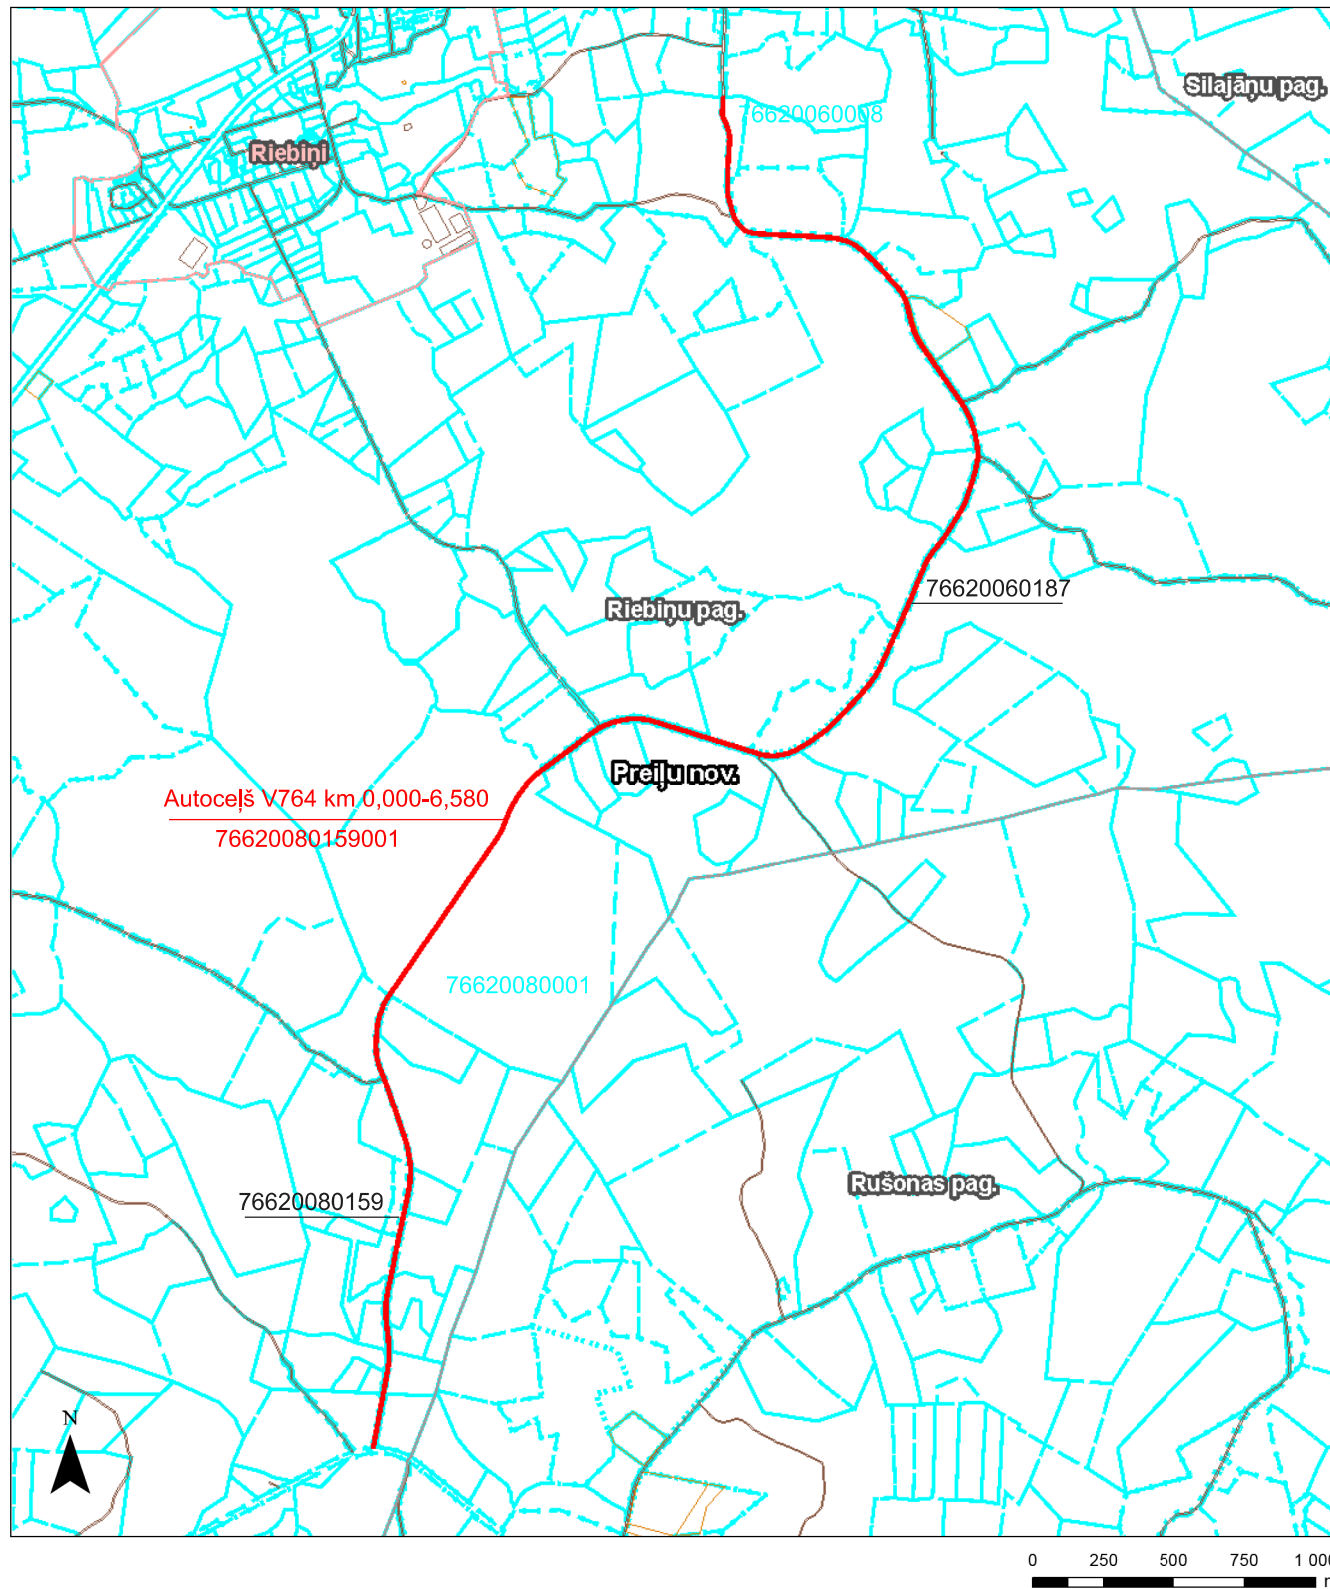 Silajāņu pag.
76620060008
Riebiņi
76620060187
Riebiņu pag.
Preiļu nov.
Autoceļš V764 km 0,000-6,580
76620080159001
76620080001
Rušonas pag.
76620080159
N
0 250 500 750 1 000